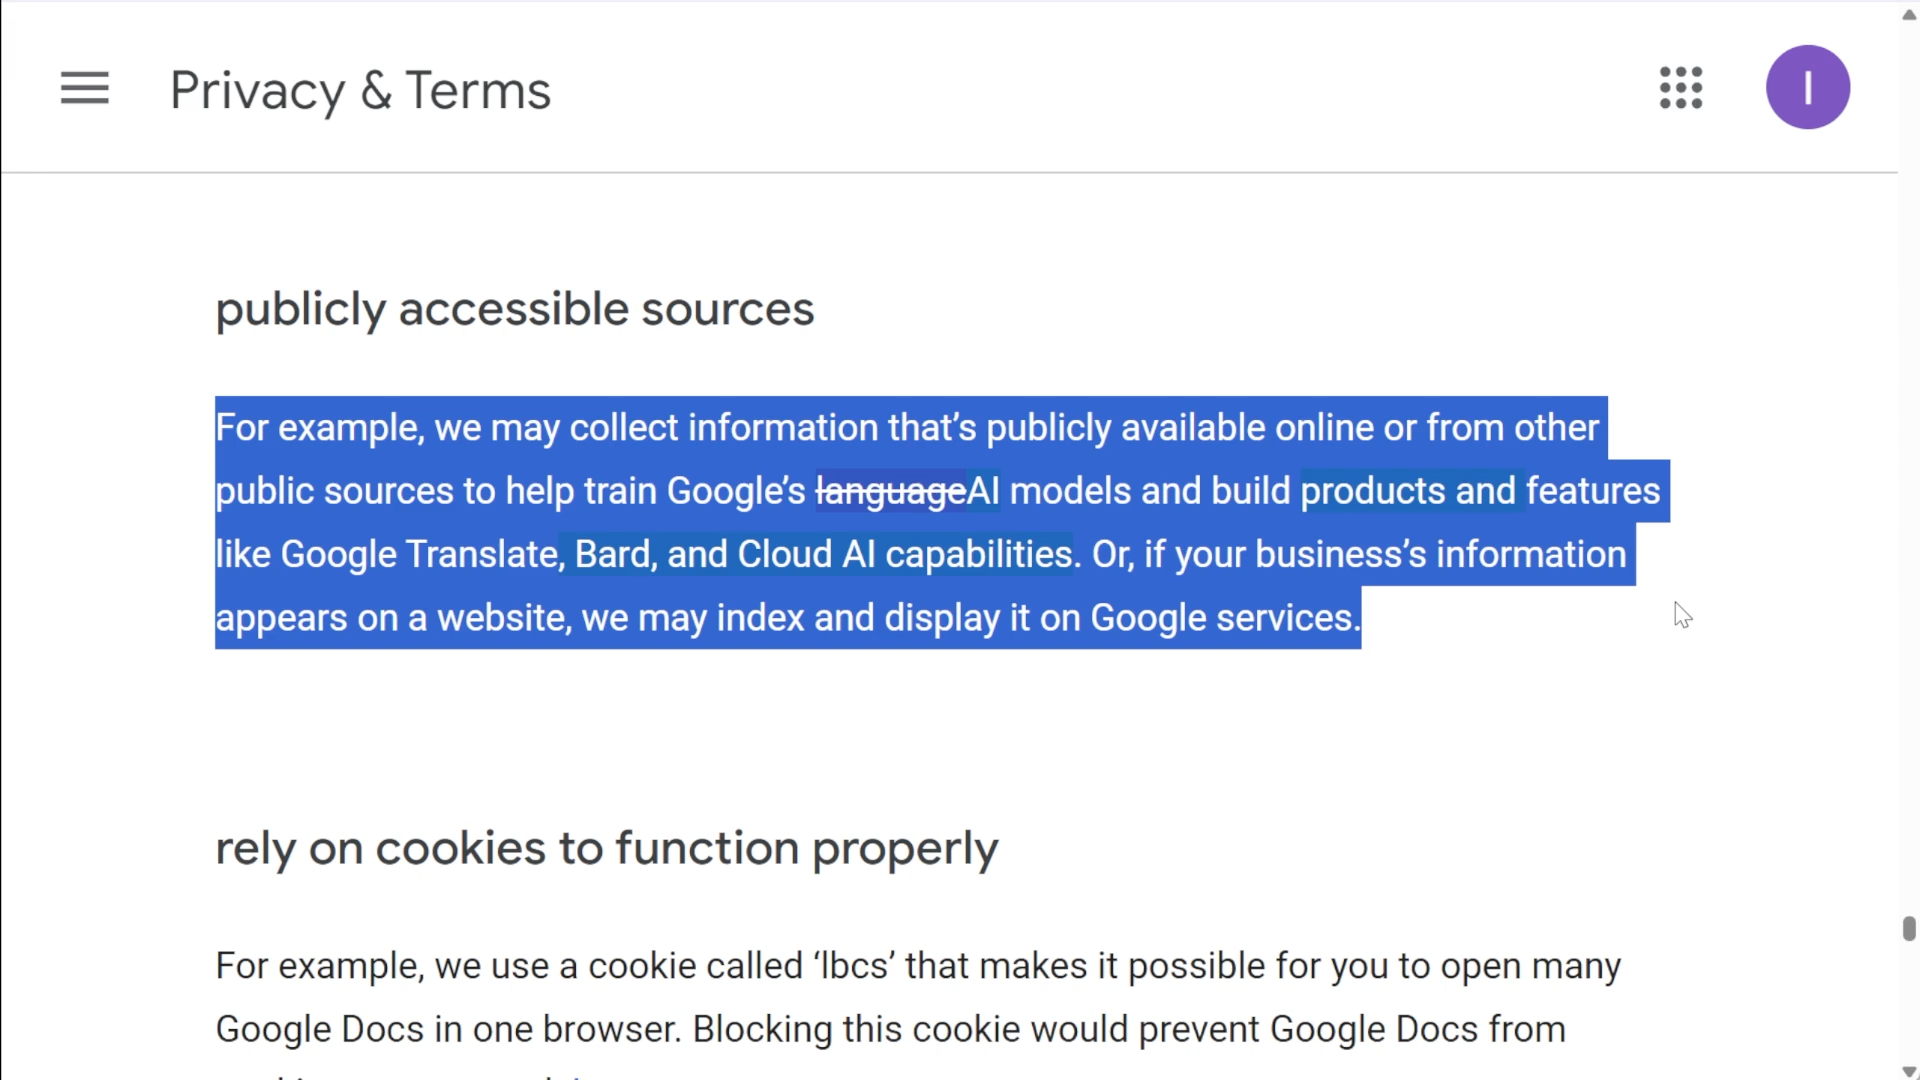 Privacy & Terms
I
publicly accessible sources
For example, we may collect information that’s publicly available online or from other
public sources to help train Google’s languageAI models and build products and features
like Google Translate, Bard, and Cloud AI capabilities. Or, if your business’s information
appears on a website, we may index and display it on Google services.
rely on cookies to function properly
For example, we use a cookie called ‘lbcs’ that makes it possible for you to open many
Google Docs in one browser. Blocking this cookie would prevent Google Docs from